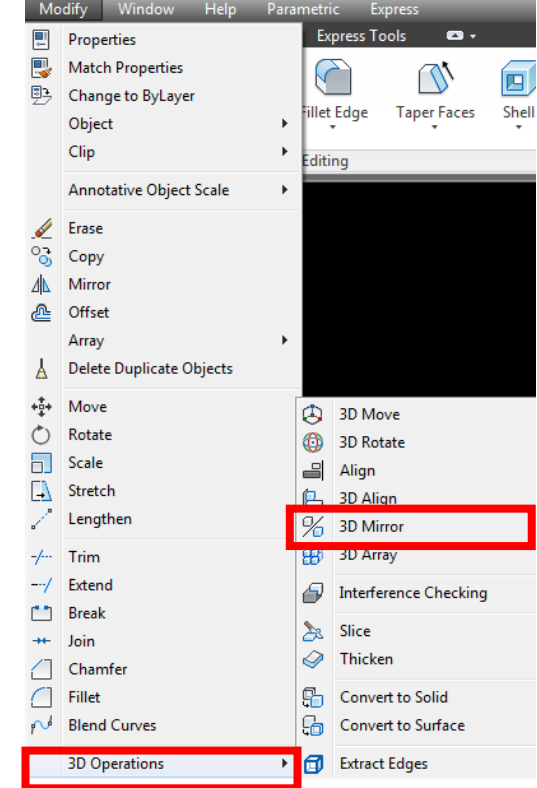 Modify Window Help Parametric Express
Express Tools
Fillet Edge Taper Faces Shell
Editing
Properties
Match Properties
Change to ByLayer
Object
Clip
Annotative Object Scale
Erase
Copy
Mirror
Offset
Array
Delete Duplicate Objects
Move
Rotate
Scale
Stretch
Lengthen
Trim
Extend
Break
Join
Chamfer
Fillet
Blend Curves
3D Operations
3D Move
3D Rotate
Align
3D Align
3D Mirror
3D Array
Interference Checking
Slice
Thicken
Convert to Solid
Convert to Surface
Extract Edges